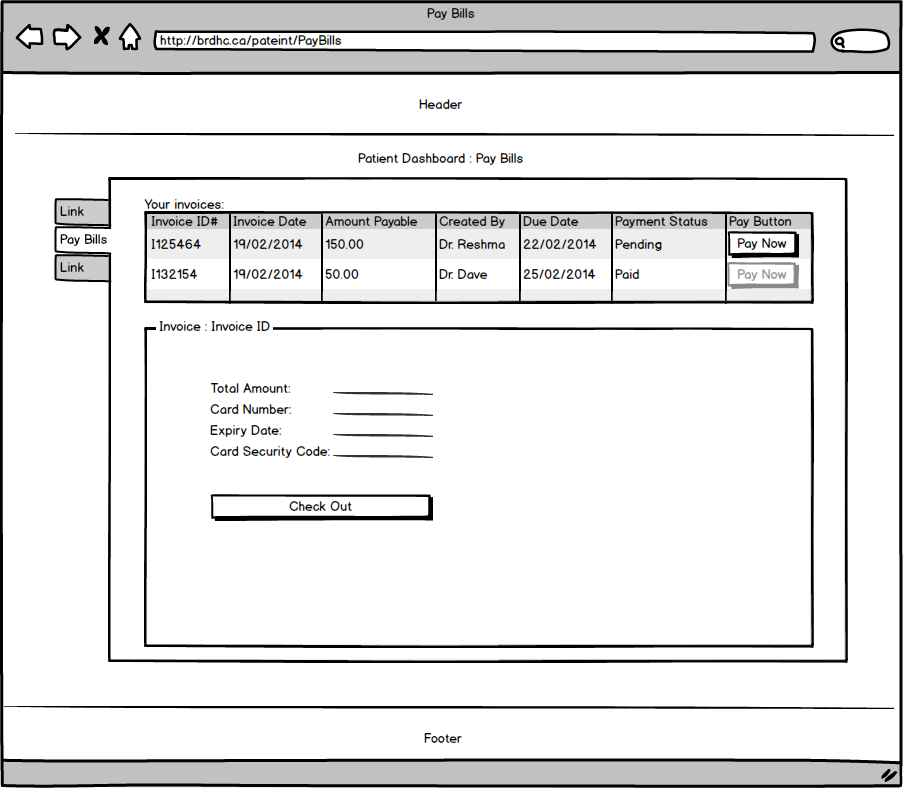 Pay Bills
http://brdhc.ca/pateint/PayBills
Header
Patient Dashboard : Pay Bills
Link
Pay Bills
Link
Your invoices:
Invoice ID# Invoice Date Amount Payable Created By Due Date Payment Status Pay Button
I125464 19/02/2014 150.00 Dr. Reshma 22/02/2014 Pending Pay Now
I132154 19/02/2014 50.00 Dr. Dave 25/02/2014 Paid Pay Now
Invoice : Invoice ID
Total Amount:
Card Number:
Expiry Date:
Card Security Code:
Check Out
Footer